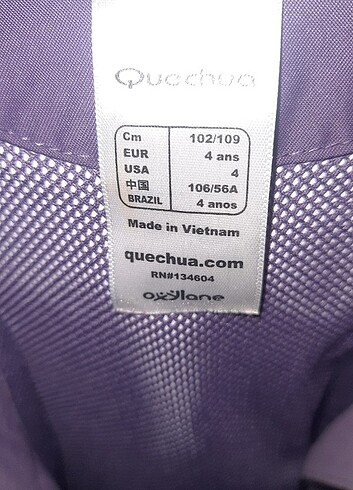 Quechua
Cm 102/109
EUR 4 ans
USA 4
中国 106/56A
BRAZIL 4 anos
Made in Vietnam
quechua.com
RN#134604
oxylane